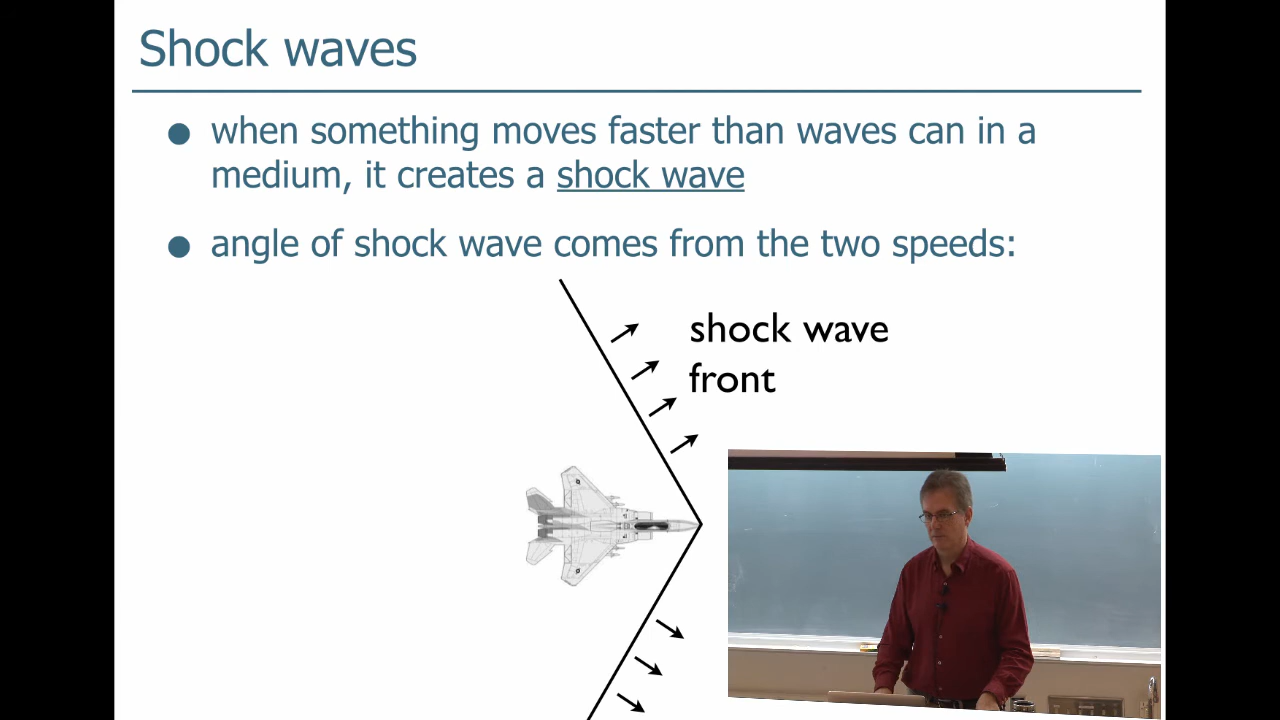 Shock waves
● when something moves faster than waves can in a
medium, it creates a shock wave
● angle of shock wave comes from the two speeds:
shock wave
front